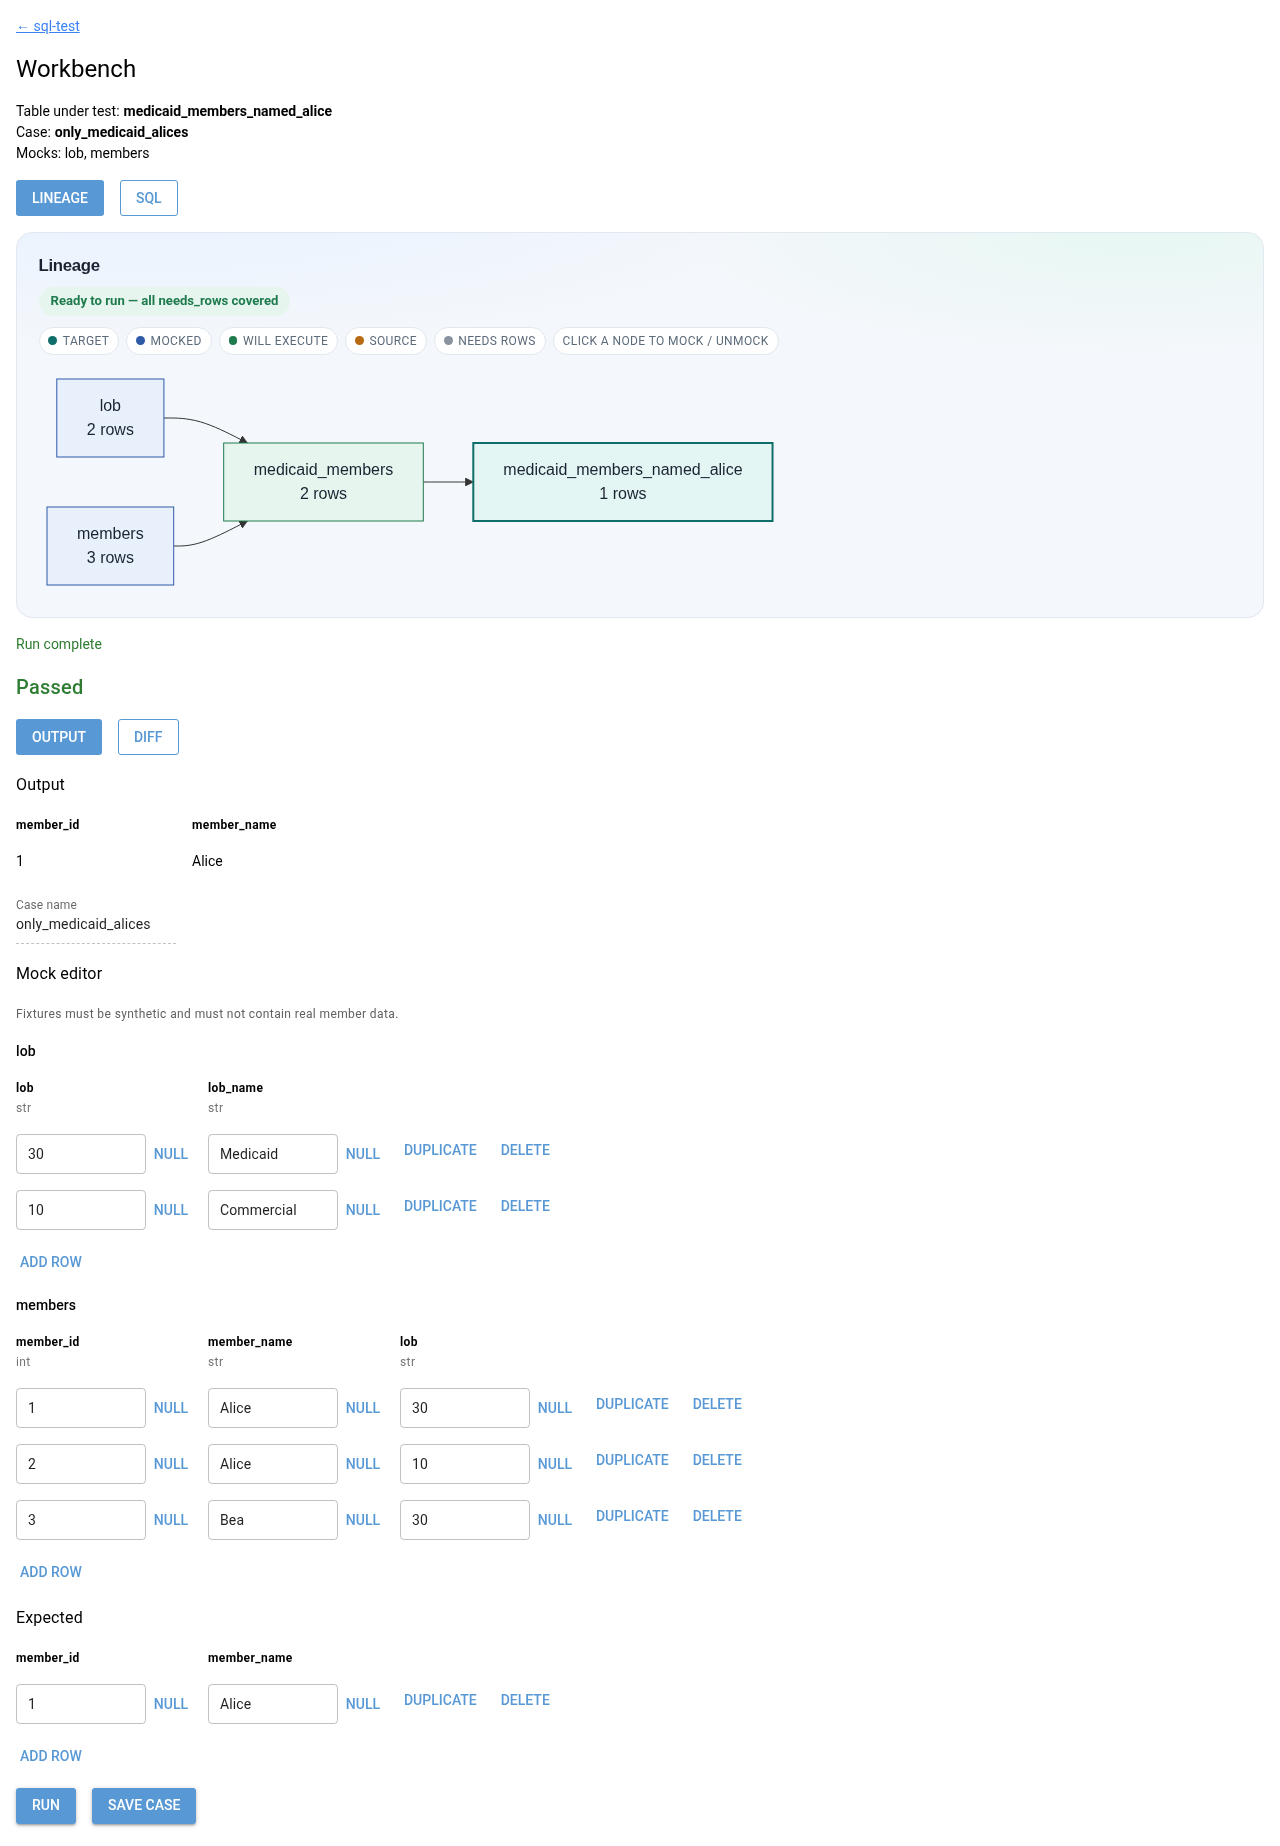 ← sql-test
Workbench
Table under test: medicaid_members_named_alice
Case: only_medicaid_alices
Mocks: lob, members
LINEAGE SQL
Lineage
Ready to run — all needs_rows covered
TARGET MOCKED WILL EXECUTE SOURCE NEEDS ROWS CLICK A NODE TO MOCK / UNMOCK
lob
2 rows
medicaid_members
2 rows
medicaid_members_named_alice
1 rows
members
3 rows
Run complete
Passed
OUTPUT DIFF
Output
member_id member_name
1 Alice
Case name
only_medicaid_alices
Mock editor
Fixtures must be synthetic and must not contain real member data.
lob
lob lob_name
str str
30 NULL Medicaid NULL DUPLICATE DELETE
10 NULL Commercial NULL DUPLICATE DELETE
ADD ROW
members
member_id member_name lob
int str str
1 NULL Alice NULL 30 NULL DUPLICATE DELETE
2 NULL Alice NULL 10 NULL DUPLICATE DELETE
3 NULL Bea NULL 30 NULL DUPLICATE DELETE
ADD ROW
Expected
member_id member_name
1 NULL Alice NULL DUPLICATE DELETE
ADD ROW
RUN SAVE CASE